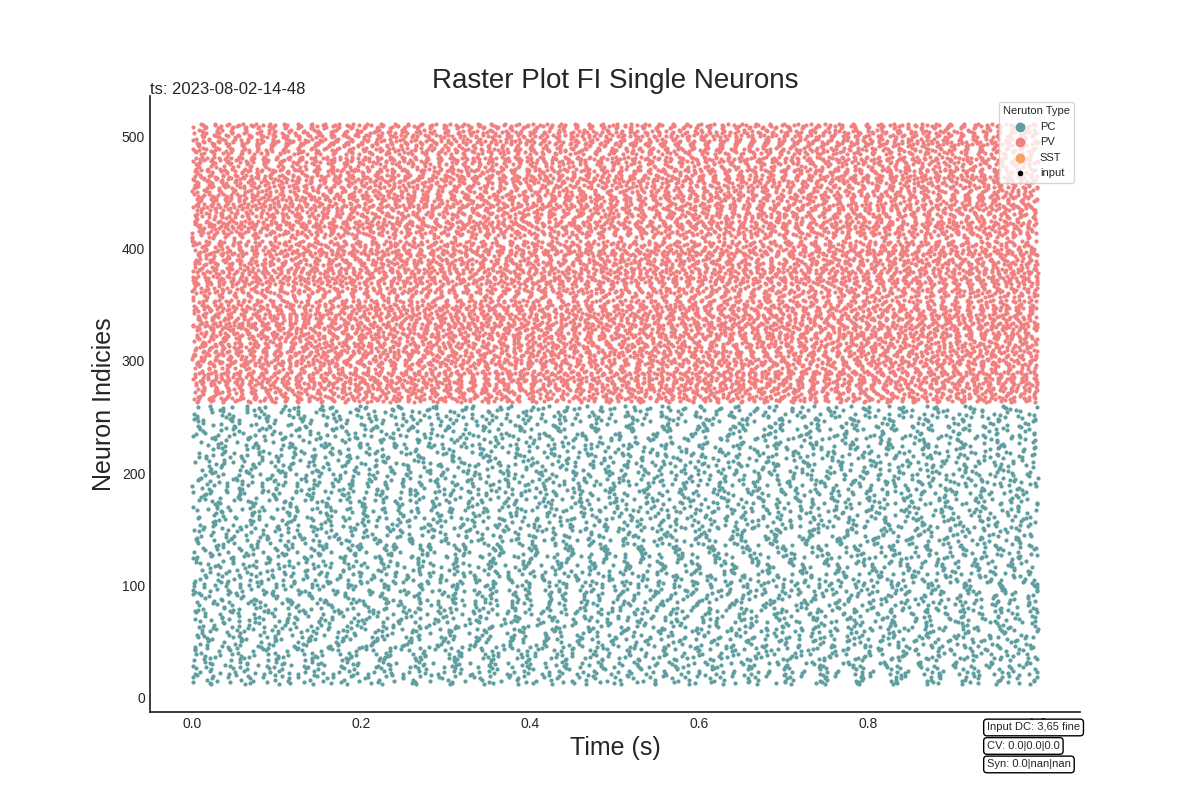 Raster Plot FI Single Neurons
ts: 2023-08-02-14-48
Neruton Type
PC
PV
SST
input
Neuron Indicies
500
400
300
200
100
0
0.0 0.2 0.4 0.6 0.8
Time (s)
Input DC: 3,65 fine
CV: 0.0|0.0|0.0
Syn: 0.0|nan|nan